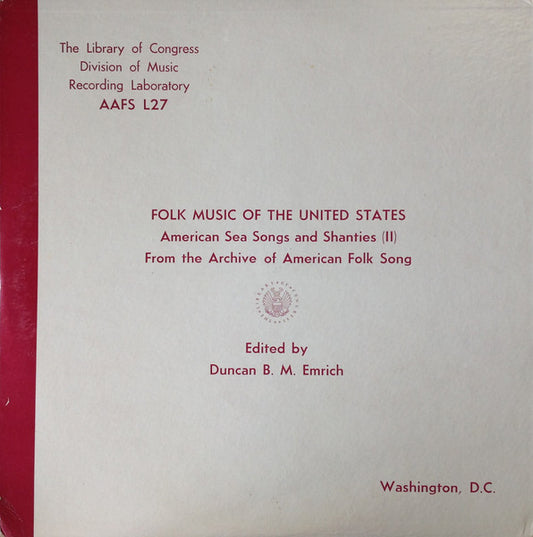 The Library of Congress
Division of Music
Recording Laboratory
AAFS L27
FOLK MUSIC OF THE UNITED STATES
American Sea Songs and Shanties (II)
From the Archive of American Folk Song
Edited by
Duncan B. M. Emrich
Washington, D.C.